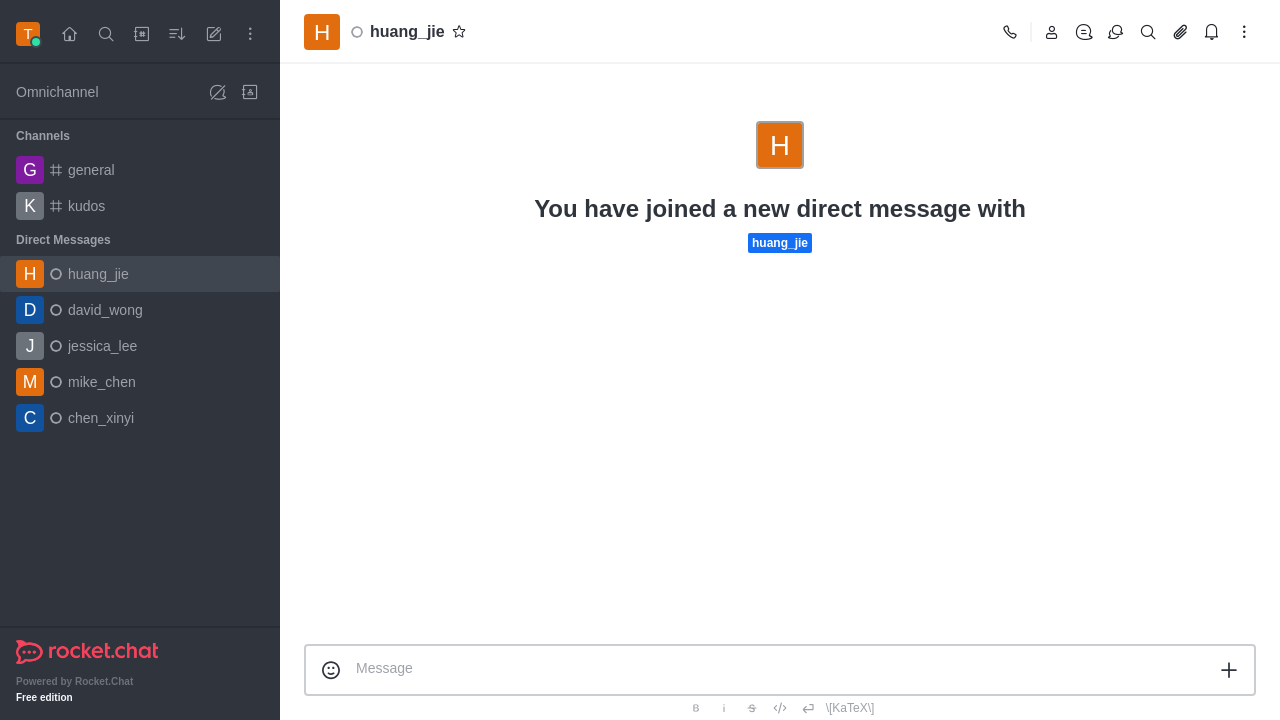 T
Omnichannel
Channels
G general
K kudos
Direct Messages
H huang_jie
D david_wong
J jessica_lee
M mike_chen
C chen_xinyi
rocket.chat
Powered by Rocket.Chat
Free edition
H huang_jie
H
You have joined a new direct message with
huang_jie
Message
B i S \[KaTeX\]